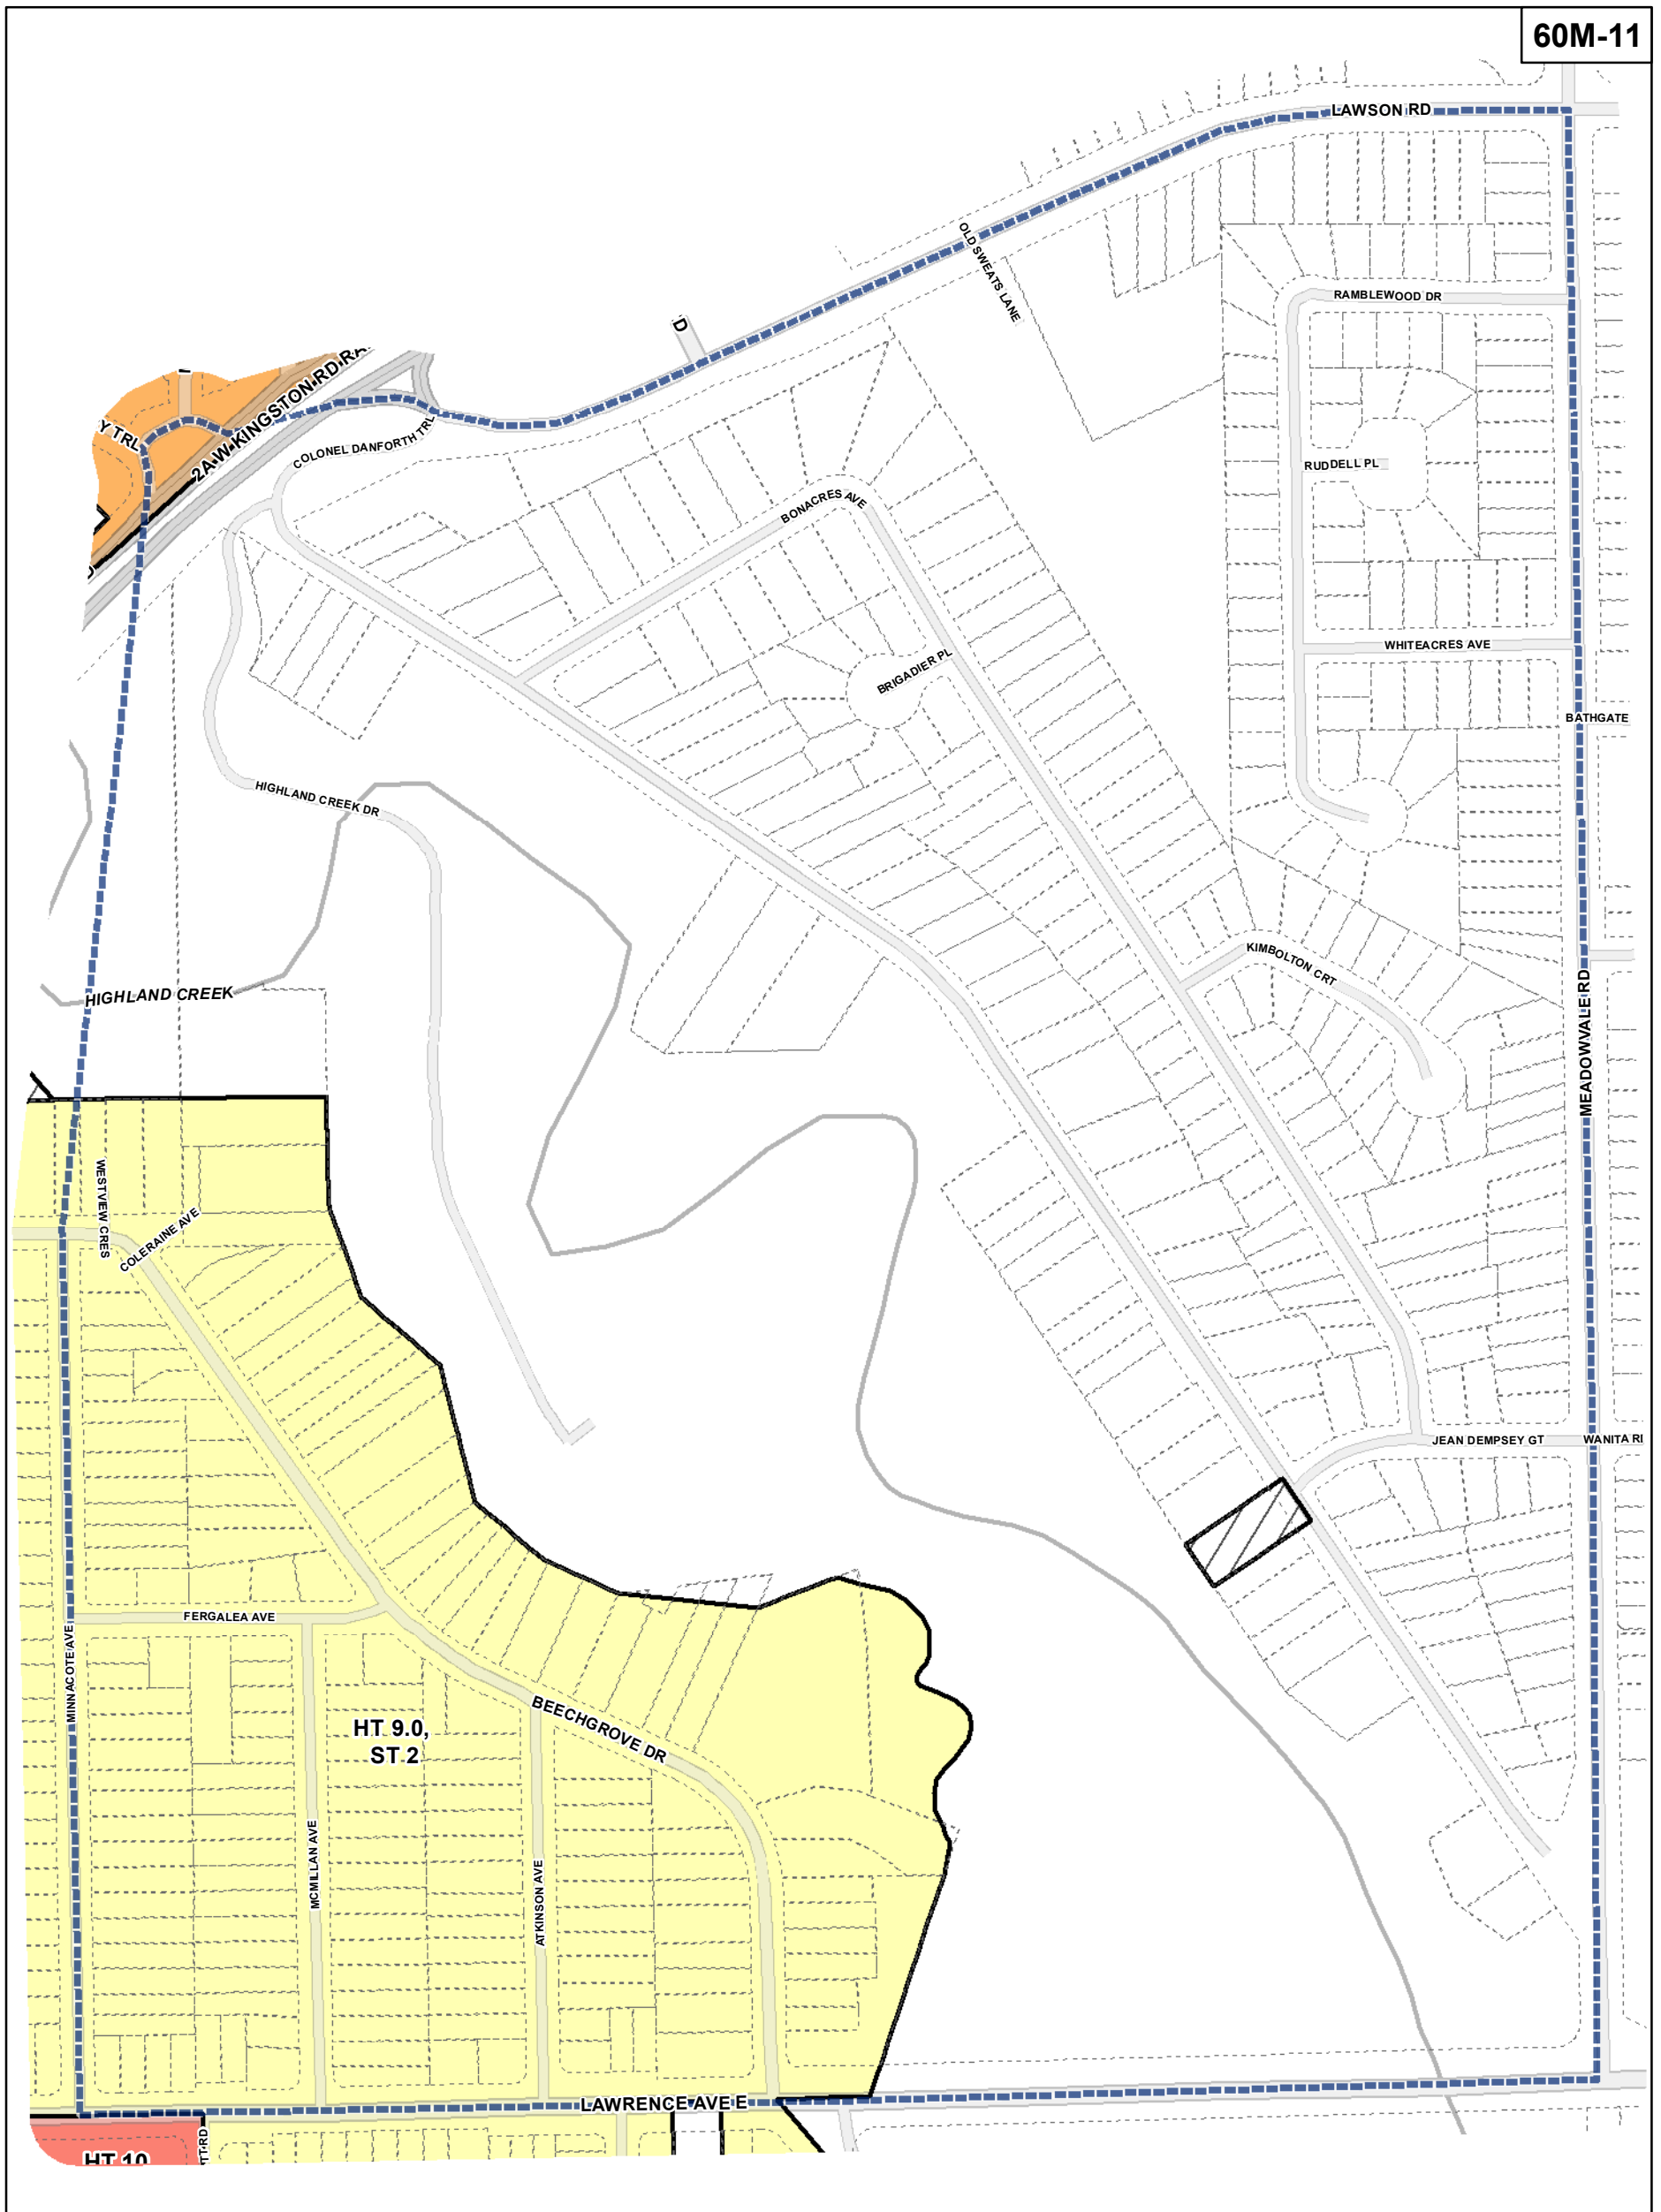 60M-11
LAWSON RD
OLD SWEATS LANE
RAMBLEWOOD DR
D
2A W KINGSTON RD RA
Y TRL
COLONEL DANFORTH TRL
RUDDELL PL
BONACRES AVE
WHITEACRES AVE
BRIGADIER PL
BATHGATE
HIGHLAND CREEK DR
KIMBOLTON CRT
HIGHLAND CREEK
MEADOWVALE RD
WESTVIEW CRES
COLERAINE AVE
JEAN DEMPSEY GT
WANITA RI
FERGALEA AVE
MINNACOTE AVE
BEECHGROVE DR
HT 9.0,
ST 2
MCMILLAN AVE
ATKINSON AVE
LAWRENCE AVE E
TT RD
HT 10